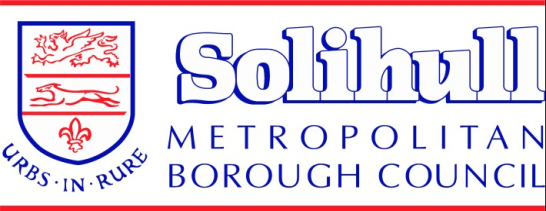 Solihull
METROPOLITAN
BOROUGH COUNCIL
URBS · IN · RURE